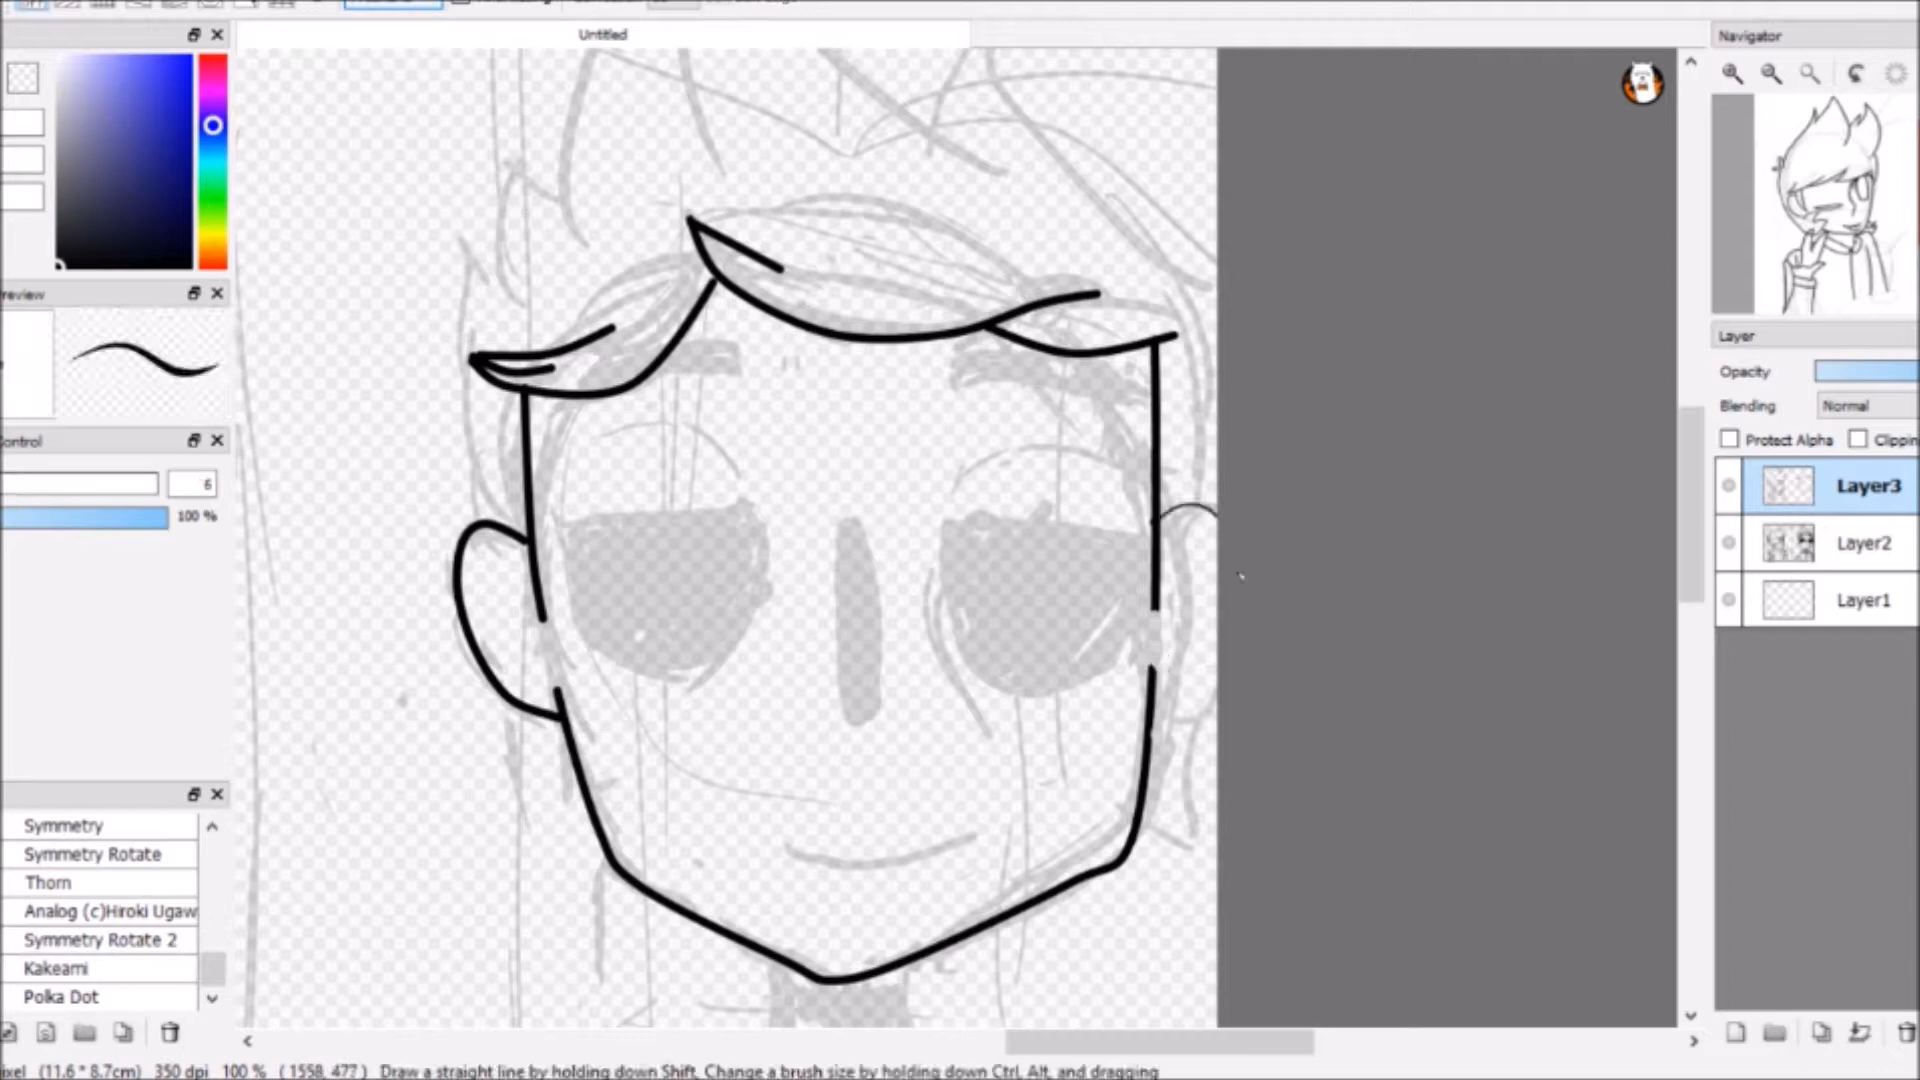 Untitled
Navigator
review
Layer
Opacity
Blending
Normal
Protect Alpha
Clippin
ontrol
6
100 %
Layer3
Layer2
Layer1
Symmetry
Symmetry Rotate
Thorn
Analog (c)Hiroki Ugaw
Symmetry Rotate 2
Kakeami
Polka Dot
ixel (11.6 * 8.7cm) 350 dpi 100 % ( 1558, 477 ) Draw a straight line by holding down Shift, Change a brush size by holding down Ctrl, Alt, and dragging